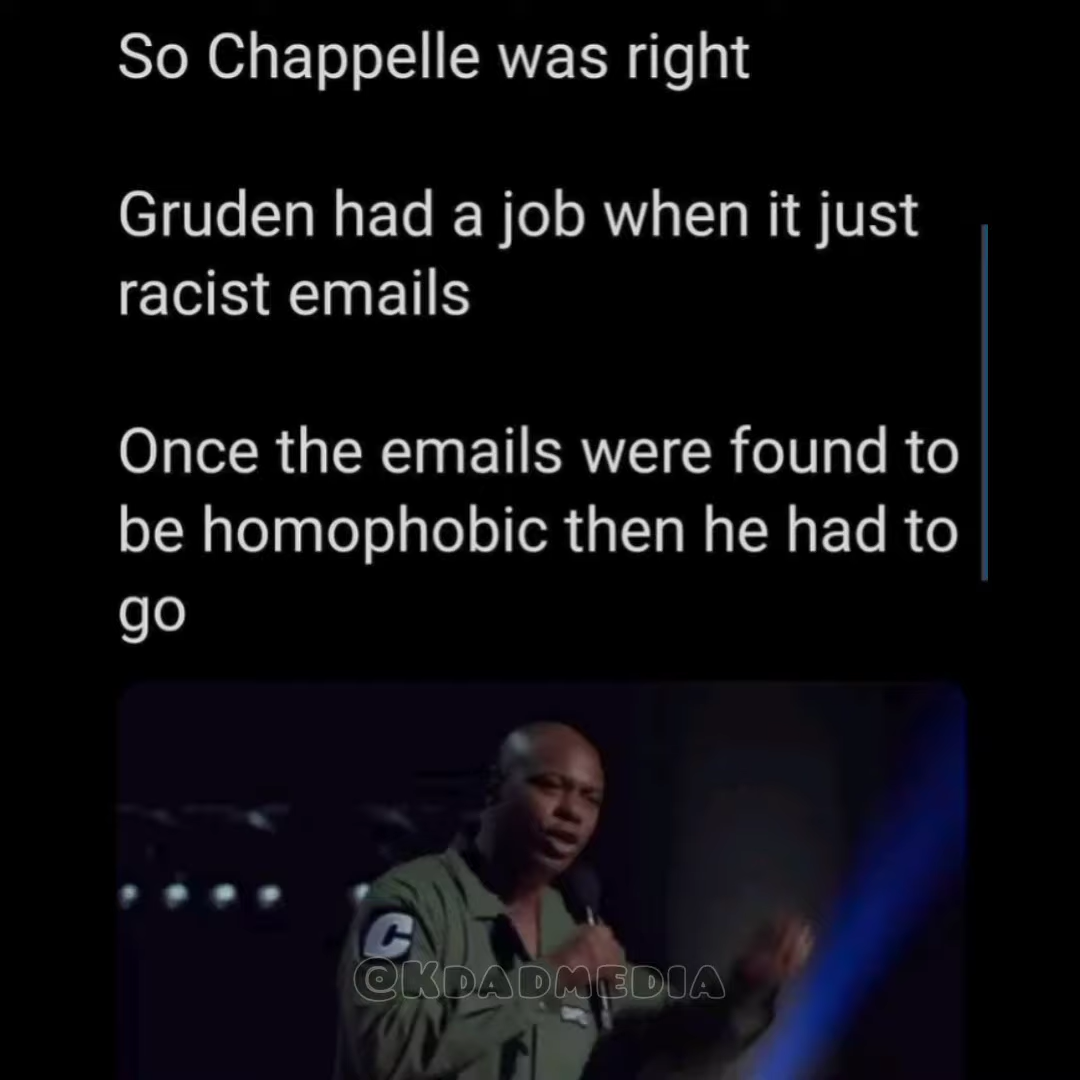 So Chappelle was right
Gruden had a job when it just
racist emails
Once the emails were found to
be homophobic then he had to
go
C
@KDADMEDIA